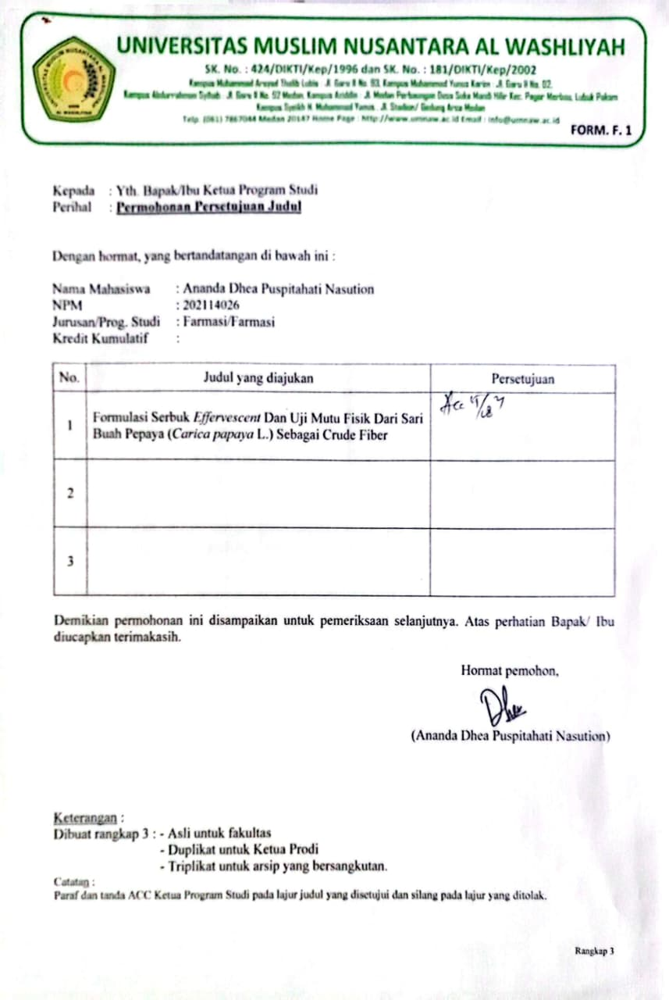 UNIVERSITAS MUSLIM NUSANTARA AL WASHLIYAH
SK. No. : 424/DIKTI/Kep/1996 dan SK. No. : 181/DIKTI/Kep/2002
Kampus Muhammad Arsyad Thalib Lubis : Jl. Garu II No. 93, Kampus Muhammad Yunus Karim : Jl. Garu II No. 02,
Kampus Abdurrahman Syihab : Jl. Garu II No. 52 Medan, Kampus Ariddin : Jl. Medan Perbaungan Desa Suka Mandi Hilir Kec. Pagar Merbau, Lubuk Pakam
Kampus Syeikh H. Muhammad Yunus : Jl. Stadion/ Gedung Arca Medan
Telp. (061) 7867044 Medan 20147 Home Page : http://www.umnaw.ac.id Email : info@umnaw.ac.id
FORM. F. 1
Kepada : Yth. Bapak/Ibu Ketua Program Studi
Perihal : Permohonan Persetujuan Judul
Dengan hormat, yang bertandatangan di bawah ini :
Nama Mahasiswa : Ananda Dhea Puspitahati Nasution
NPM : 202114026
Jurusan/Prog. Studi : Farmasi/Farmasi
Kredit Kumulatif :
No. Judul yang diajukan Persetujuan
Acc
1 Formulasi Serbuk Effervescent Dan Uji Mutu Fisik Dari Sari
Buah Pepaya (Carica papaya L.) Sebagai Crude Fiber
2
3
Demikian permohonan ini disampaikan untuk pemeriksaan selanjutnya. Atas perhatian Bapak/ Ibu
diucapkan terimakasih.
Hormat pemohon,
Dhea
(Ananda Dhea Puspitahati Nasution)
Keterangan :
Dibuat rangkap 3 : - Asli untuk fakultas
- Duplikat untuk Ketua Prodi
- Triplikat untuk arsip yang bersangkutan.
Catatan :
Paraf dan tanda ACC Ketua Program Studi pada lajur judul yang disetujui dan silang pada lajur yang ditolak.
Rangkap 3